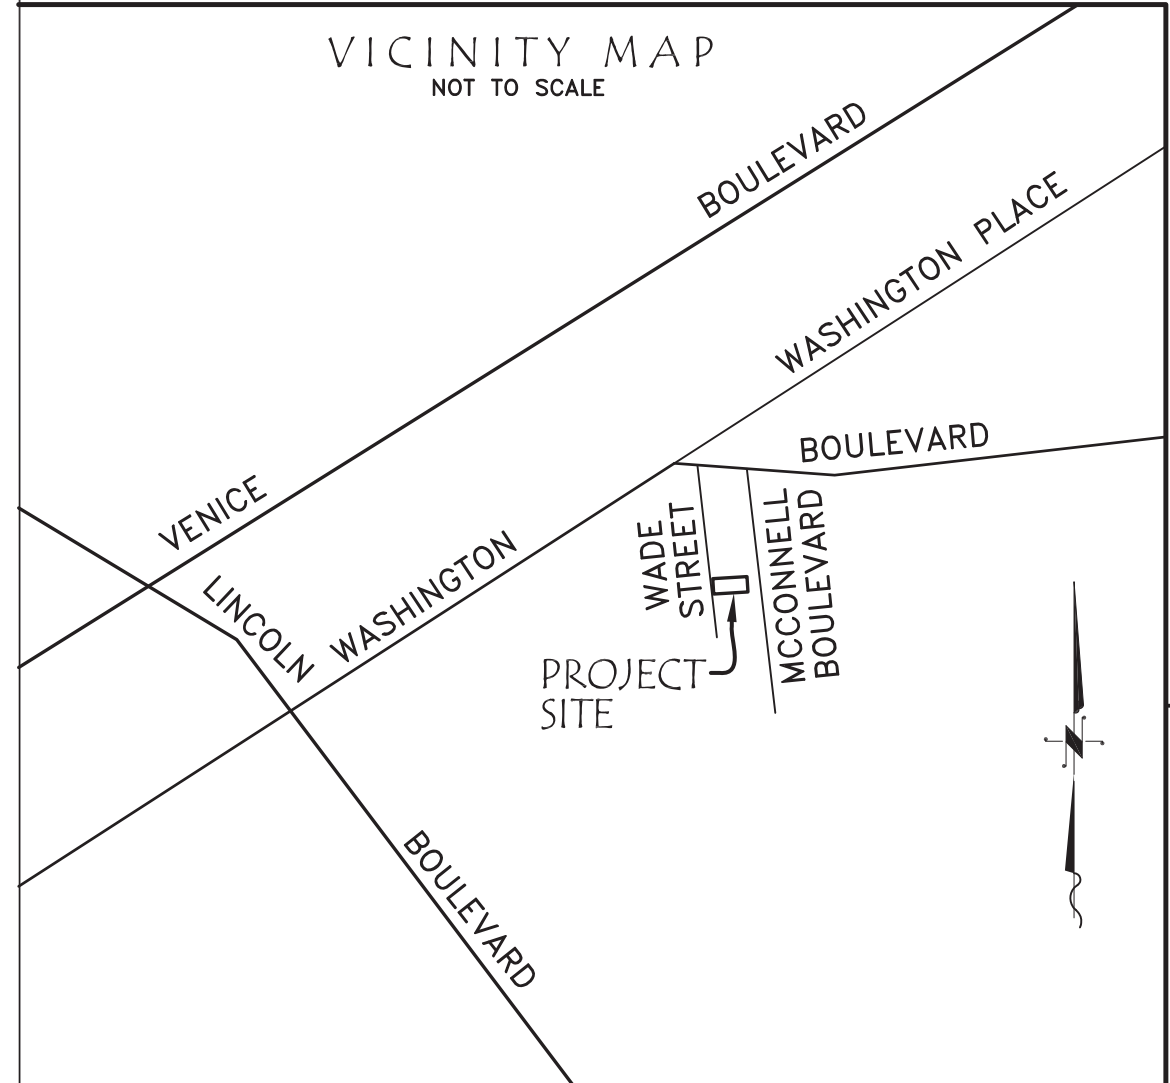 VICINITY MAP
NOT TO SCALE
BOULEVARD
WASHINGTON PLACE
BOULEVARD
VENICE
LINCOLN
WASHINGTON
WADE
STREET
MCCONNELL
BOULEVARD
PROJECT
SITE
N
BOULEVARD